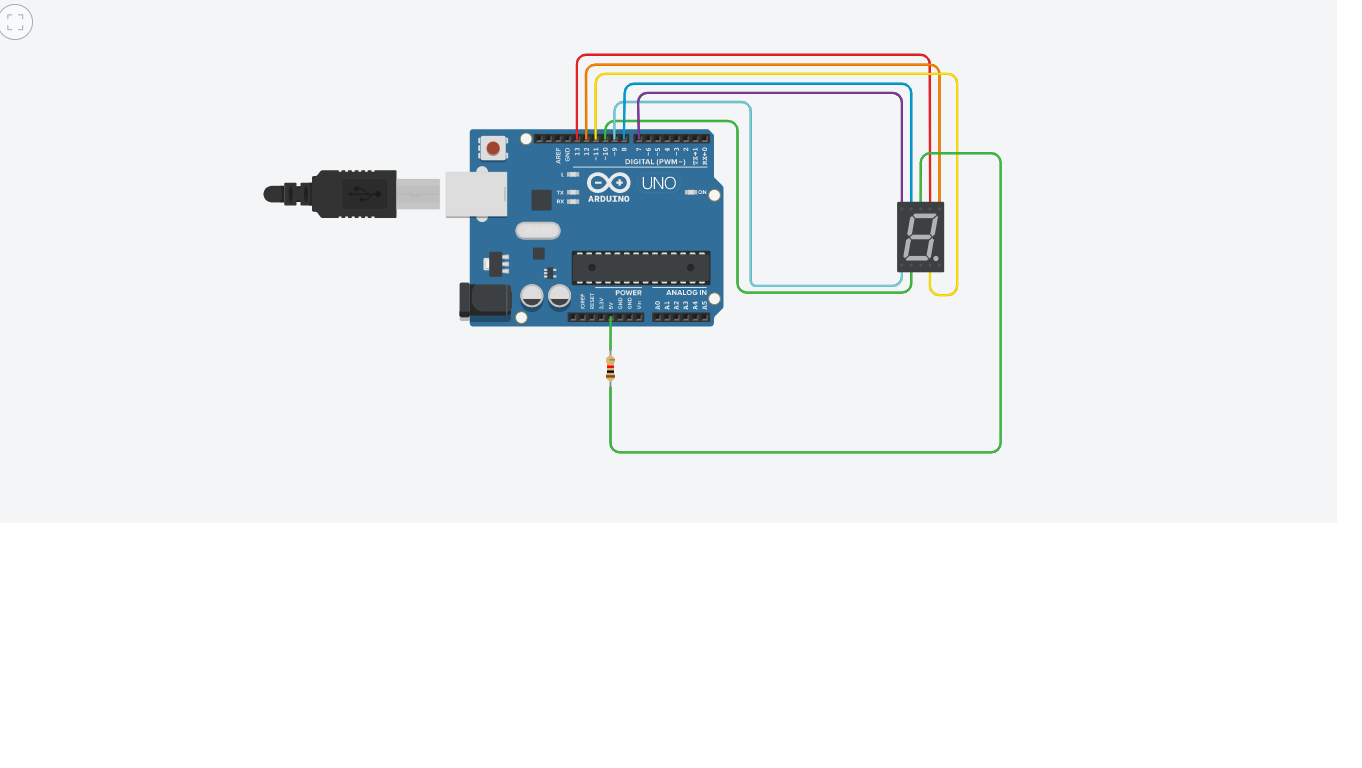 AREF
GND
13
12
~11
~10
~9
8
7
~6
~5
4
~3
2
TX→1
RX←0
DIGITAL (PWM~)
L
TX
RX
ARDUINO
UNO
ON
POWER
ANALOG IN
IOREF
RESET
3.3V
5V
GND
GND
Vin
A0
A1
A2
A3
A4
A5